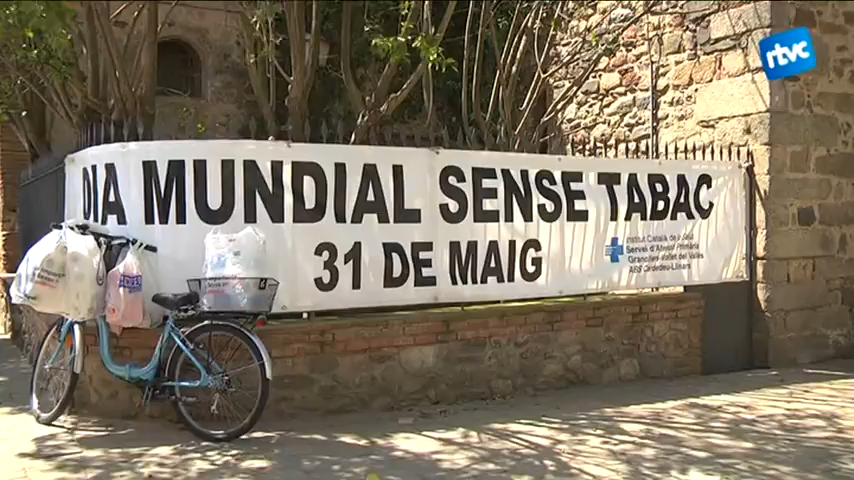 rtvc
DIA MUNDIAL SENSE TABAC
31 DE MAIG
Institut Català de la Salut
Servei d'Atenció Primària
Granollers-Vallet del Vallès
ABS Cardedeu-Llinars